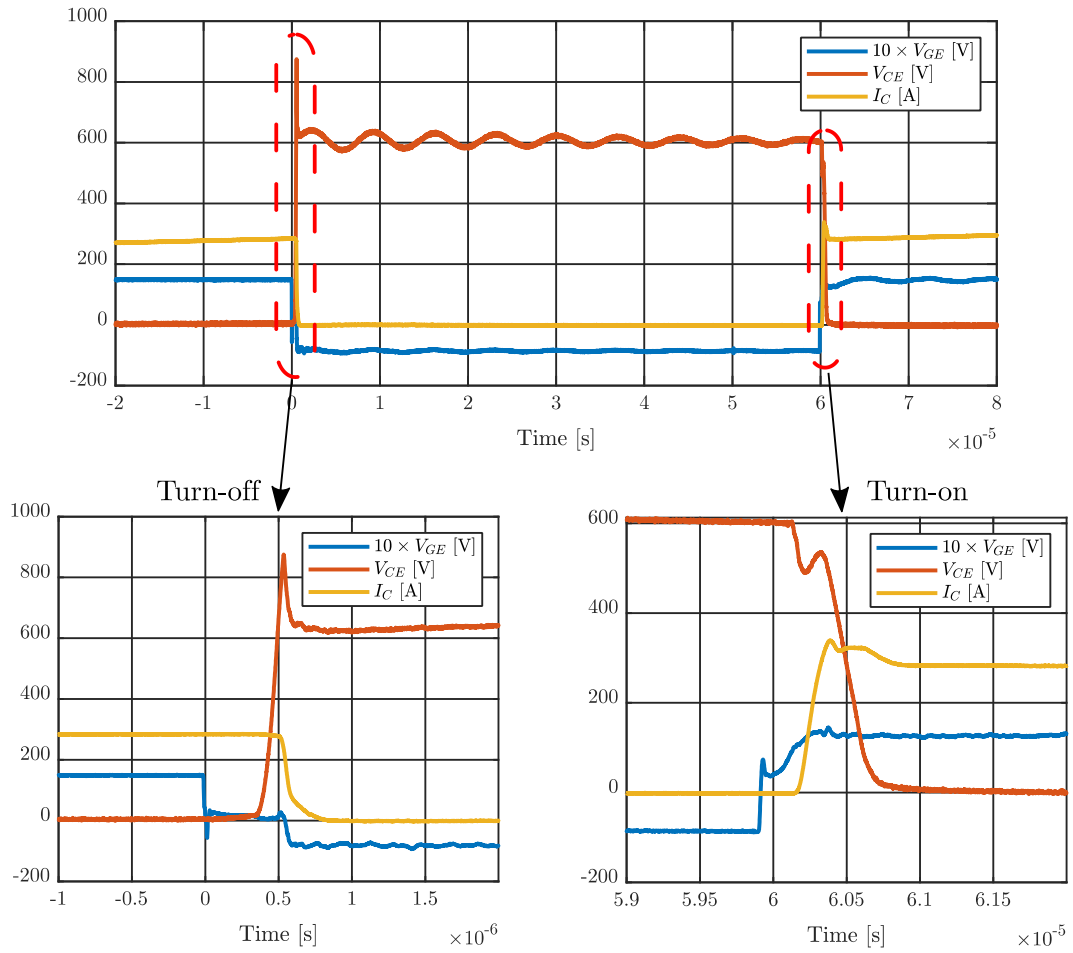 1000
800
600
400
200
0
-200
10 × V_GE [V]
V_CE [V]
I_C [A]
-2 -1 0 1 2 3 4 5 6 7 8
Time [s]
×10^-5
Turn-off
Turn-on
1000
800
600
400
200
0
-200
10 × V_GE [V]
V_CE [V]
I_C [A]
-1 -0.5 0 0.5 1 1.5
Time [s]
×10^-6
600
400
200
0
-200
10 × V_GE [V]
V_CE [V]
I_C [A]
5.9 5.95 6 6.05 6.1 6.15
Time [s]
×10^-5